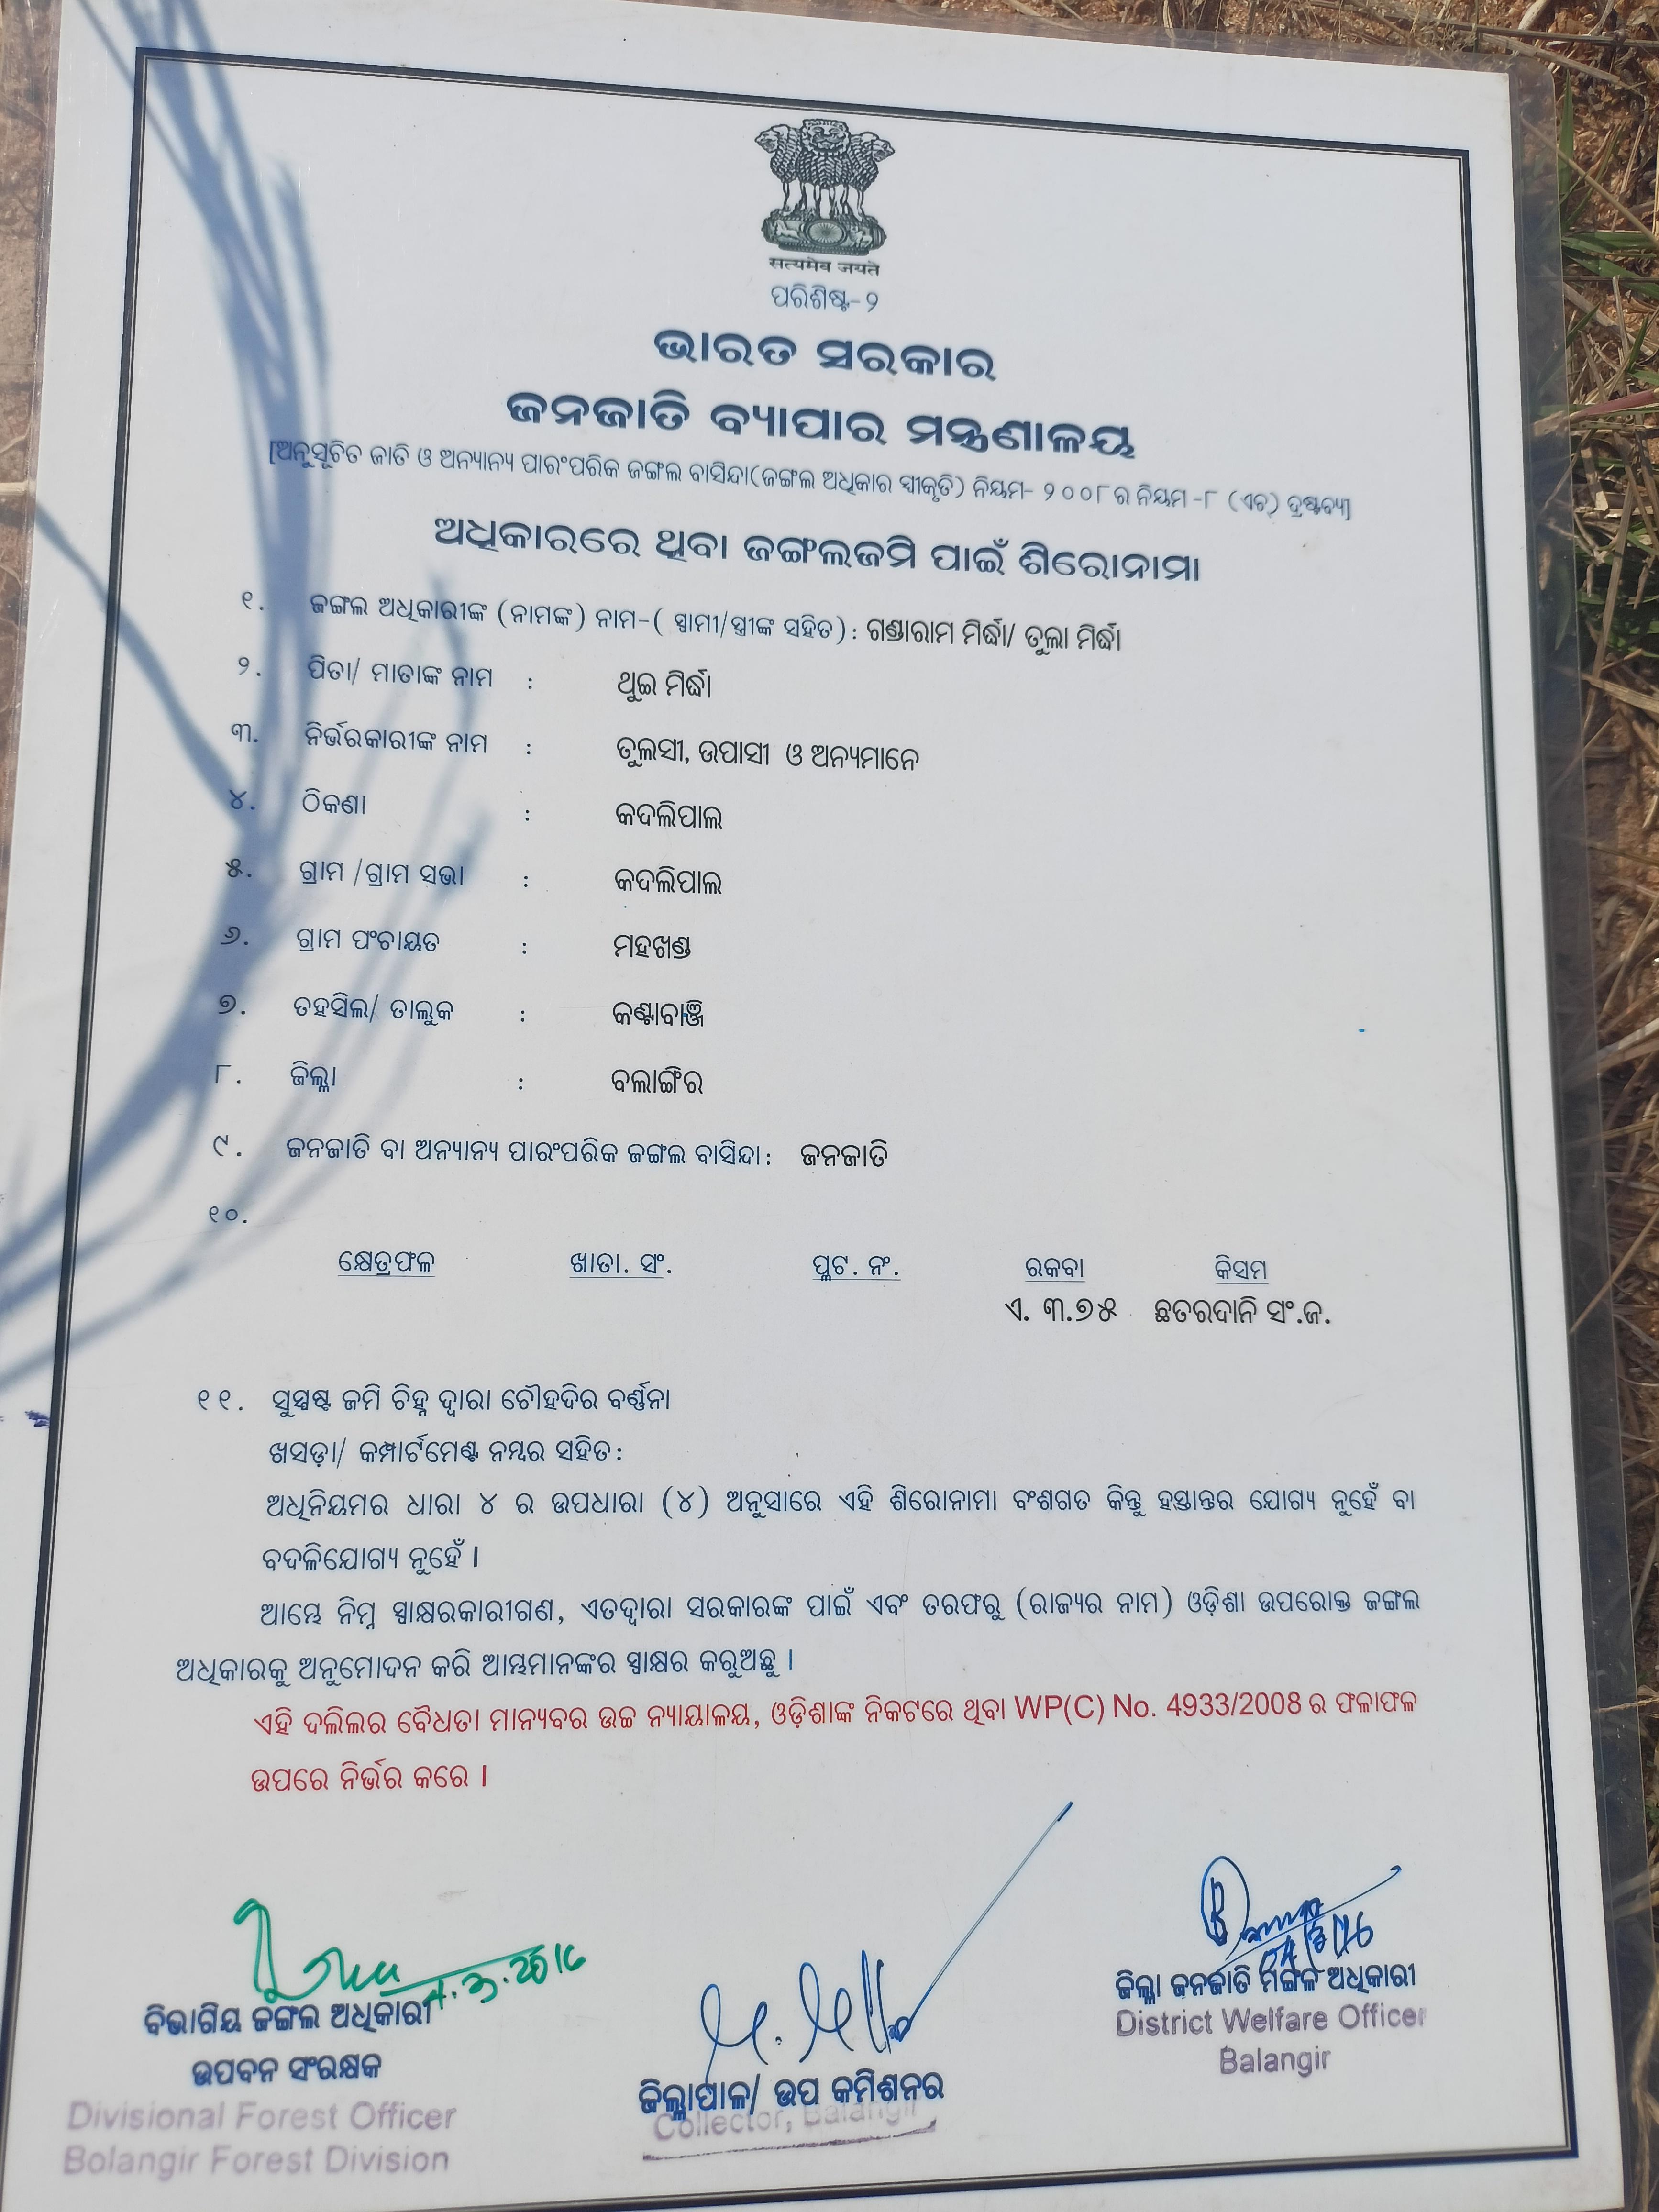 सत्यमेव जयते
ପରିଶିଷ୍ଟ-୨
ଭାରତ ସରକାର
ଜନଜାତି ବ୍ୟାପାର ମନ୍ତ୍ରଣାଳୟ
[ଅନୁସୂଚିତ ଜାତି ଓ ଅନ୍ୟାନ୍ୟ ପାରଂପରିକ ଜଙ୍ଗଲ ବାସିନ୍ଦା(ଜଙ୍ଗଲ ଅଧିକାର ସ୍ୱୀକୃତି) ନିୟମ- ୨୦୦୮ର ନିୟମ -୮ (ଏଚ୍) ଦ୍ରଷ୍ଟବ୍ୟ]
ଅଧିକାରରେ ଥିବା ଜଙ୍ଗଲଜମି ପାଇଁ ଶିରୋନାମା
୧. ଜଙ୍ଗଲ ଅଧିକାରୀଙ୍କ (ନାମଙ୍କ) ନାମ-( ସ୍ୱାମୀ/ସ୍ତ୍ରୀଙ୍କ ସହିତ): ଗଣ୍ଡାରାମ ମିର୍ଦ୍ଧା/ ତୁଲା ମିର୍ଦ୍ଧା
୨. ପିତା/ ମାତାଙ୍କ ନାମ : ଥୁଇ ମିର୍ଦ୍ଧା
୩. ନିର୍ଭରକାରୀଙ୍କ ନାମ : ତୁଲସୀ, ଉପାସୀ ଓ ଅନ୍ୟମାନେ
୪. ଠିକଣା : କଦଲିପାଲ
୫. ଗ୍ରାମ /ଗ୍ରାମ ସଭା : କଦଲିପାଲ
୬. ଗ୍ରାମ ପଂଚାୟତ : ମହଖଣ୍ଡ
୭. ତହସିଲ/ ତାଲୁକ : କଣ୍ଟାବାଞ୍ଜି
୮. ଜିଲ୍ଲା : ବଲାଙ୍ଗିର
୯. ଜନଜାତି ବା ଅନ୍ୟାନ୍ୟ ପାରଂପରିକ ଜଙ୍ଗଲ ବାସିନ୍ଦା: ଜନଜାତି
୧୦.
କ୍ଷେତ୍ରଫଳ ଖାତା. ସଂ. ପ୍ଲଟ. ନଂ. ରକବା କିସମ
ଏ. ୩.୭୫ ଛତରଦାନି ସଂ.ଜ.
୧୧. ସୁସ୍ପଷ୍ଟ ଜମି ଚିହ୍ନ ଦ୍ୱାରା ଚୌହଦିର ବର୍ଣ୍ଣନା
ଖସଡ଼ା/ କମ୍ପାର୍ଟମେଣ୍ଟ ନମ୍ବର ସହିତ:
ଅଧିନିୟମର ଧାରା ୪ ର ଉପଧାରା (୪) ଅନୁସାରେ ଏହି ଶିରୋନାମା ବଂଶଗତ କିନ୍ତୁ ହସ୍ତାନ୍ତର ଯୋଗ୍ୟ ନୁହେଁ ବା
ବଦଳିଯୋଗ୍ୟ ନୁହେଁ ।
ଆମ୍ଭେ ନିମ୍ନ ସ୍ୱାକ୍ଷରକାରୀଗଣ, ଏତଦ୍ୱାରା ସରକାରଙ୍କ ପାଇଁ ଏବଂ ତରଫରୁ (ରାଜ୍ୟର ନାମ) ଓଡ଼ିଶା ଉପରୋକ୍ତ ଜଙ୍ଗଲ
ଅଧିକାରକୁ ଅନୁମୋଦନ କରି ଆମ୍ଭମାନଙ୍କର ସ୍ୱାକ୍ଷର କରୁଅଛୁ ।
ଏହି ଦଲିଲର ବୈଧତା ମାନ୍ୟବର ଉଚ୍ଚ ନ୍ୟାୟାଳୟ, ଓଡ଼ିଶାଙ୍କ ନିକଟରେ ଥିବା WP(C) No. 4933/2008 ର ଫଳାଫଳ
ଉପରେ ନିର୍ଭର କରେ ।
4.3.2016
ବିଭାଗିୟ ଜଙ୍ଗଲ ଅଧିକାରୀ
ଉପବନ ସଂରକ୍ଷକ
Divisional Forest Officer
Bolangir Forest Division
ଜିଲ୍ଲାପାଳ/ ଉପ କମିଶନର
Collector, Balangir
ଜିଲ୍ଲା ଜନଜାତି ମଙ୍ଗଳ ଅଧିକାରୀ
District Welfare Officer
Balangir